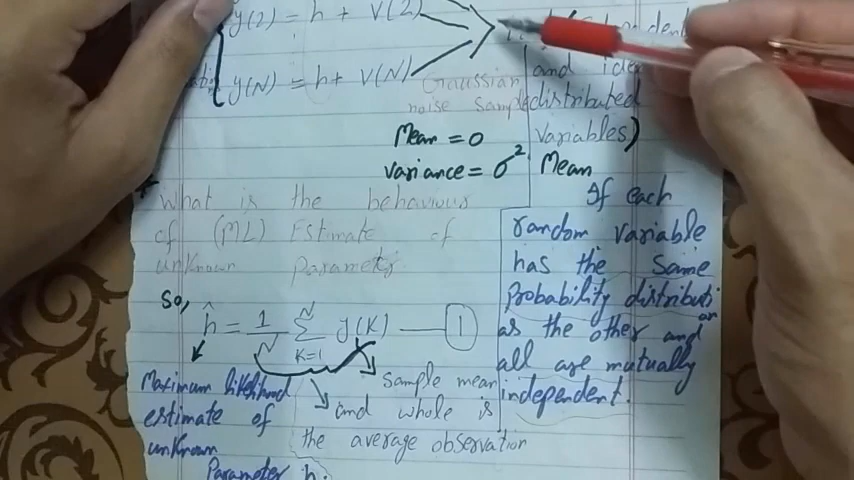 y(2) = h + v(2)
y(N) = h + v(N)
and
Gaussian
noise sample
distributed
Mean = 0
variables)
variance = σ²
Mean
What is the behaviour
of (ML) Estimate of
unknown Parameter
If each
random variable
has the same
Probability distribution
as the other and
all are mutually
independent.
So,
ĥ = 1/N Σ K=1 N y(K) — 1
Maximum likelihood
estimate of
unknown
Parameter h.
sample mean
and whole is
the average observation